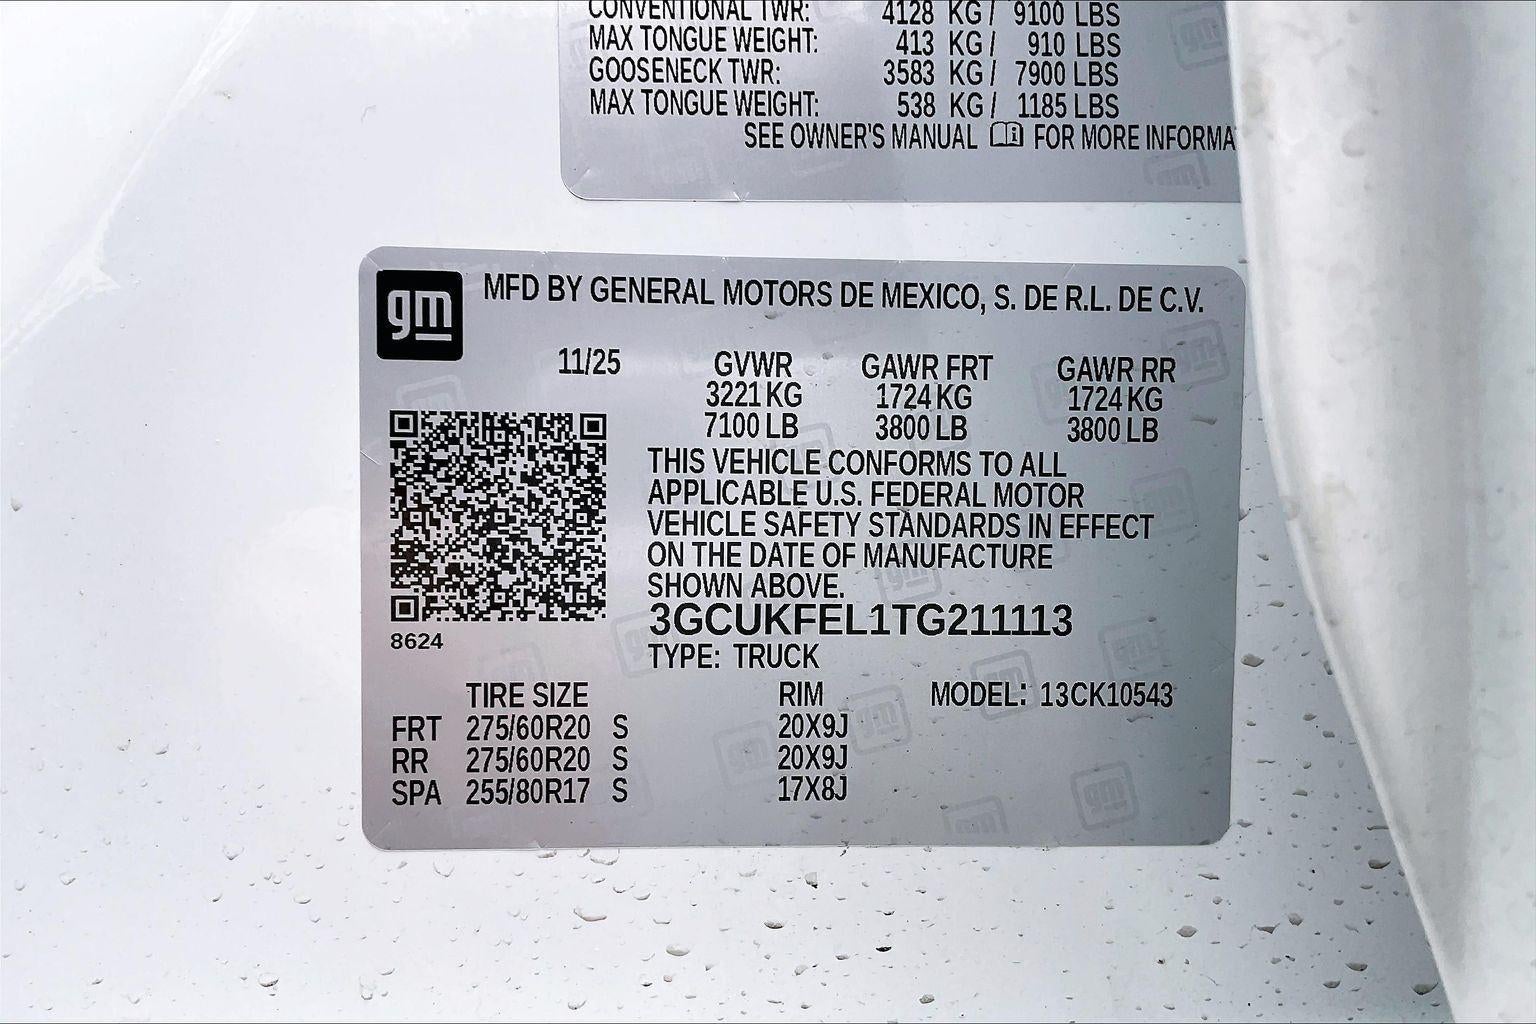 CONVENTIONAL TWR: 4128 KG / 9100 LBS
MAX TONGUE WEIGHT: 413 KG / 910 LBS
GOOSENECK TWR: 3583 KG / 7900 LBS
MAX TONGUE WEIGHT: 538 KG / 1185 LBS
SEE OWNER'S MANUAL FOR MORE INFORMA
gm MFD BY GENERAL MOTORS DE MEXICO, S. DE R.L. DE C.V.
11/25 GVWR GAWR FRT GAWR RR
3221 KG 1724 KG 1724 KG
7100 LB 3800 LB 3800 LB
THIS VEHICLE CONFORMS TO ALL
APPLICABLE U.S. FEDERAL MOTOR
VEHICLE SAFETY STANDARDS IN EFFECT
ON THE DATE OF MANUFACTURE
SHOWN ABOVE.
3GCUKFEL1TG211113
8624
TYPE: TRUCK
TIRE SIZE RIM MODEL: 13CK10543
FRT 275/60R20 S 20X9J
RR 275/60R20 S 20X9J
SPA 255/80R17 S 17X8J